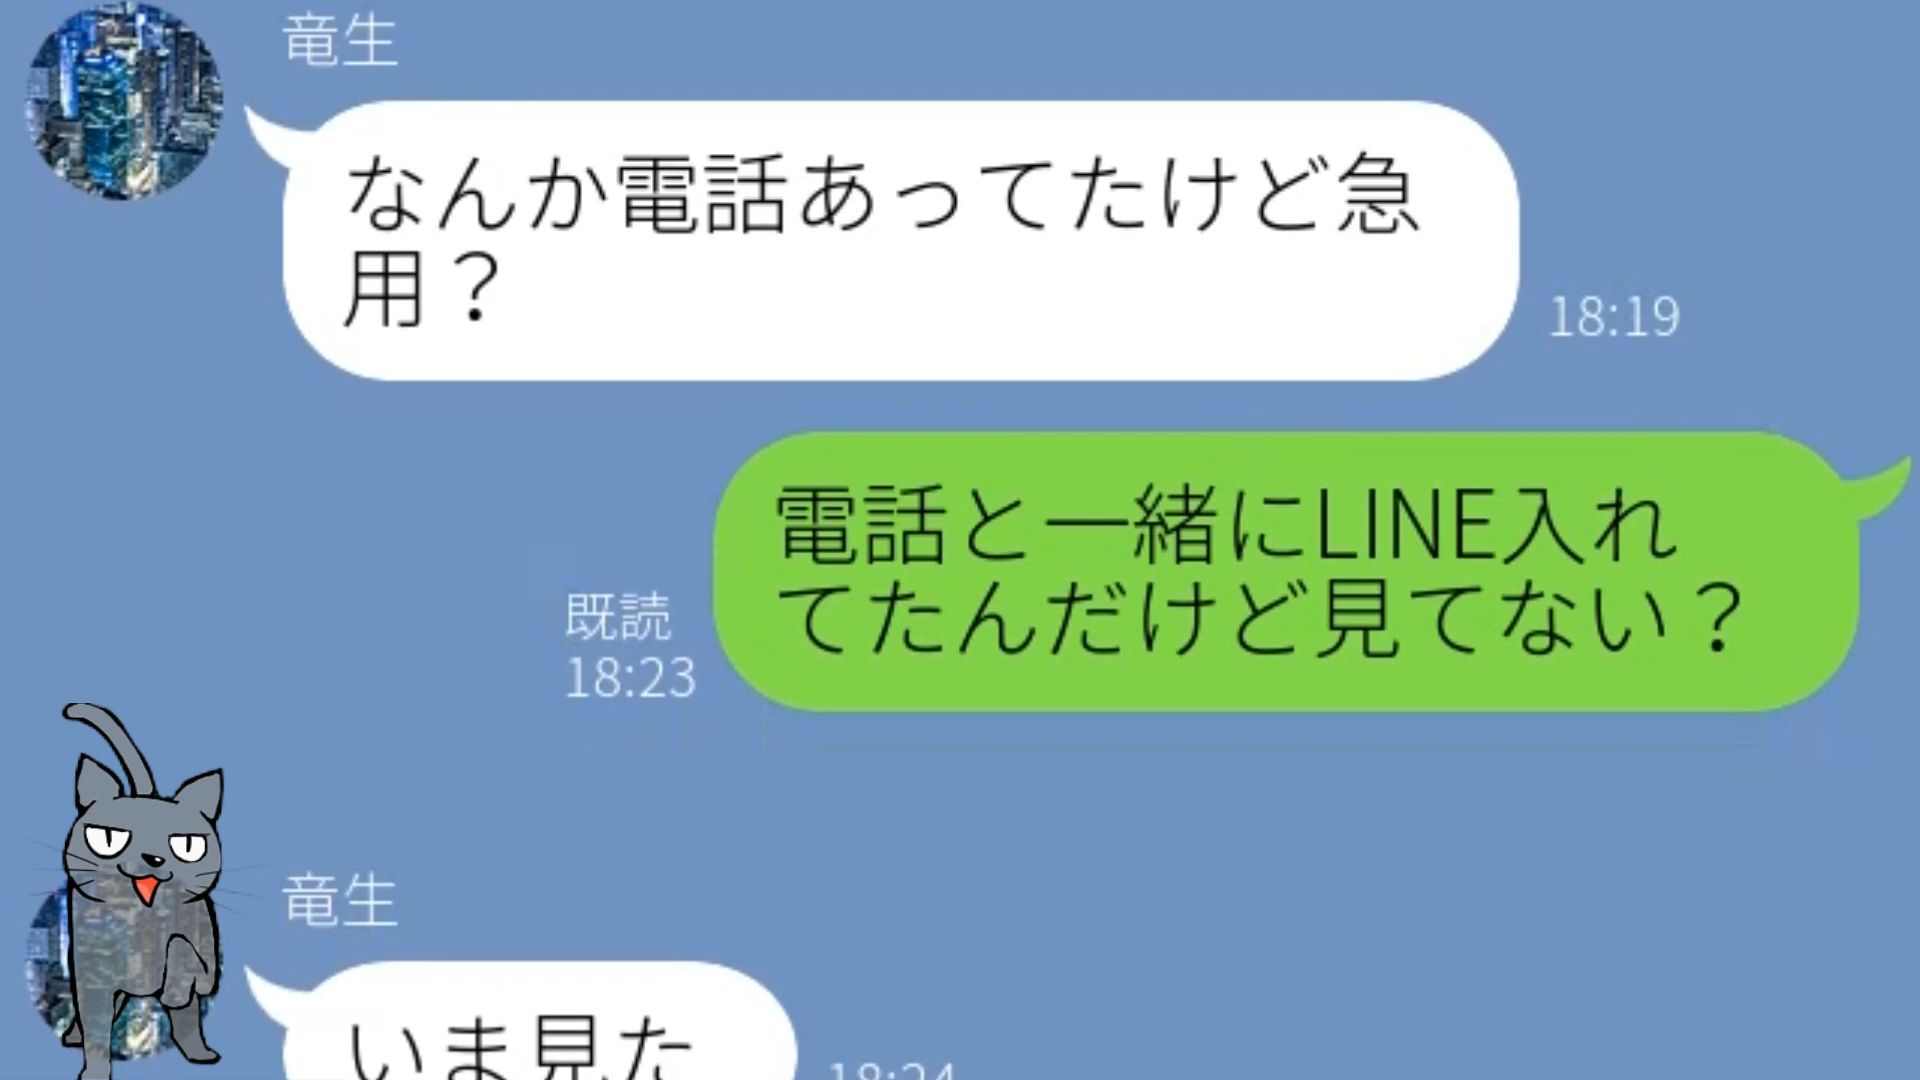 竜生
なんか電話あってたけど急
用？
18:19
電話と一緒にLINE入れ
てたんだけど見てない？
既読
18:23
竜生
いま見た
18:24